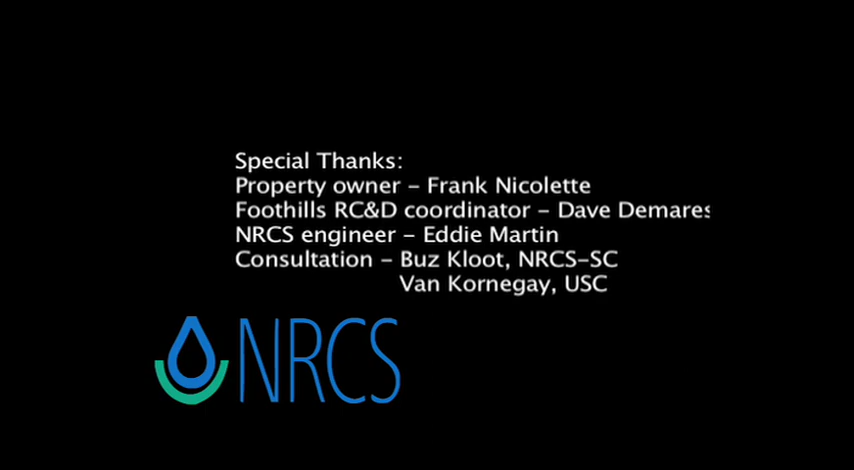 Special Thanks:
Property owner – Frank Nicolette
Foothills RC&D coordinator – Dave Demares
NRCS engineer – Eddie Martin
Consultation – Buz Kloot, NRCS–SC
Van Kornegay, USC
NRCS